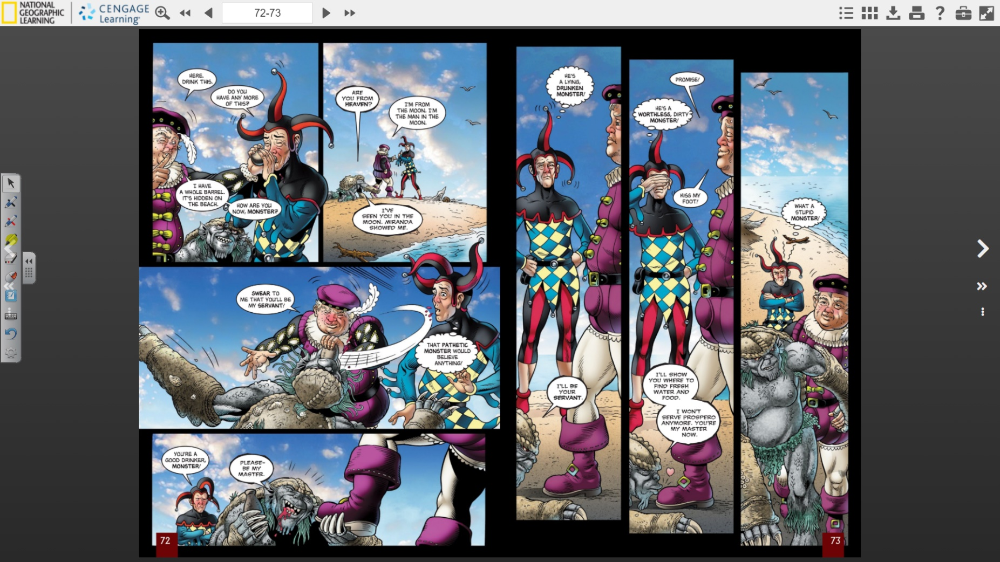 NATIONAL
GEOGRAPHIC
LEARNING
CENGAGE
Learning
72-73
HERE.
DRINK THIS.
DO YOU
HAVE ANY MORE
OF THIS?
I HAVE
A WHOLE BARREL.
IT'S HIDDEN ON
THE BEACH.
HOW ARE YOU
NOW, MONSTER?
ARE
YOU FROM
HEAVEN?
I'M FROM
THE MOON. I'M
THE MAN IN THE
MOON.
I'VE
SEEN YOU IN THE
MOON. MIRANDA
SHOWED ME.
SWEAR TO
ME THAT YOU'LL BE
MY SERVANT!
THAT PATHETIC
MONSTER WOULD
BELIEVE
ANYTHING!
YOU'RE A
GOOD DRINKER,
MONSTER!
PLEASE–
BE MY
MASTER.
72
HE'S
A LYING,
DRUNKEN
MONSTER!
I'LL BE
YOUR
SERVANT.
PROMISE!
HE'S A
WORTHLESS, DIRTY
MONSTER!
KISS MY
FOOT!
I'LL SHOW
YOU WHERE TO
FIND FRESH
WATER AND
FOOD.
I WON'T
SERVE PROSPERO
ANYMORE. YOU'RE
MY MASTER
NOW.
WHAT A
STUPID
MONSTER!
73